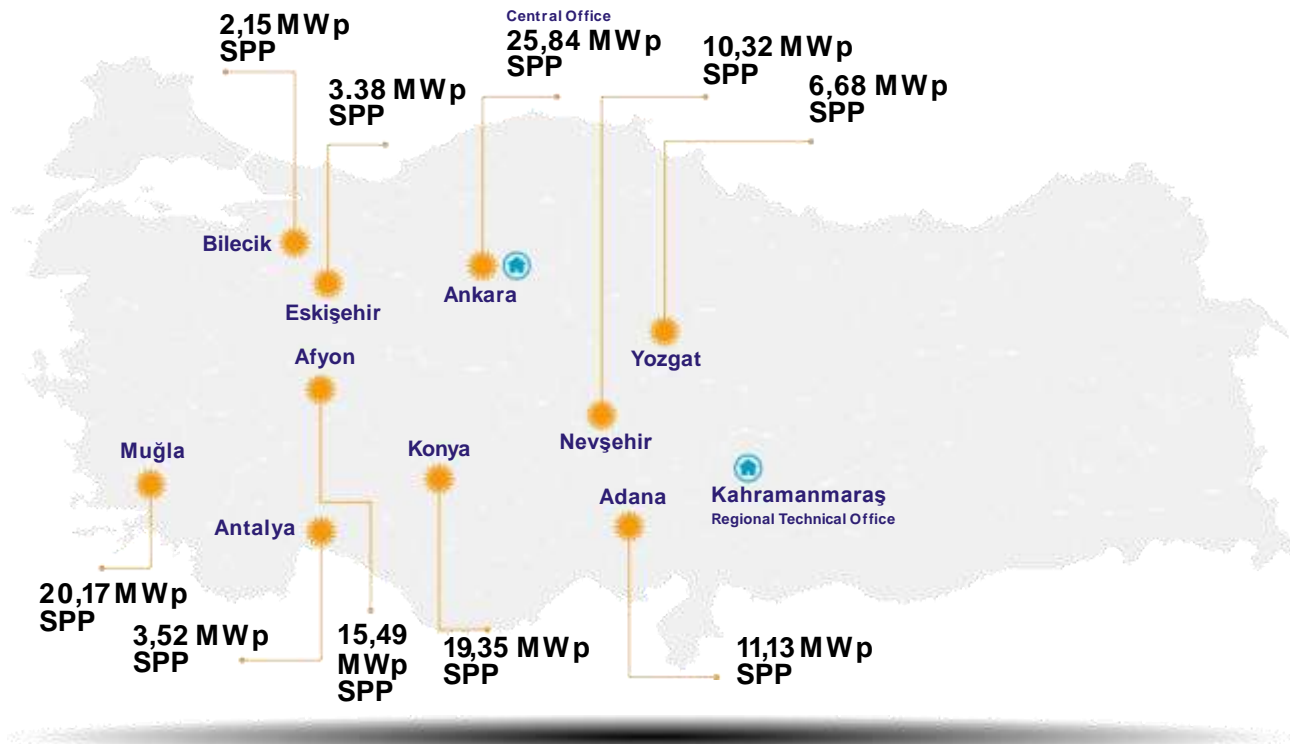 Central Office
2,15 MWp
SPP
25,84 MWp
SPP
10,32 MWp
SPP
3.38 MWp
SPP
6,68 MWp
SPP
Bilecik
Eskişehir
Ankara
Afyon
Yozgat
Muğla
Konya
Nevşehir
Antalya
Adana
Kahramanmaraş
Regional Technical Office
20,17 MWp
SPP
3,52 MWp
SPP
15,49
MWp
SPP
19,35 MWp
SPP
11,13 MWp
SPP